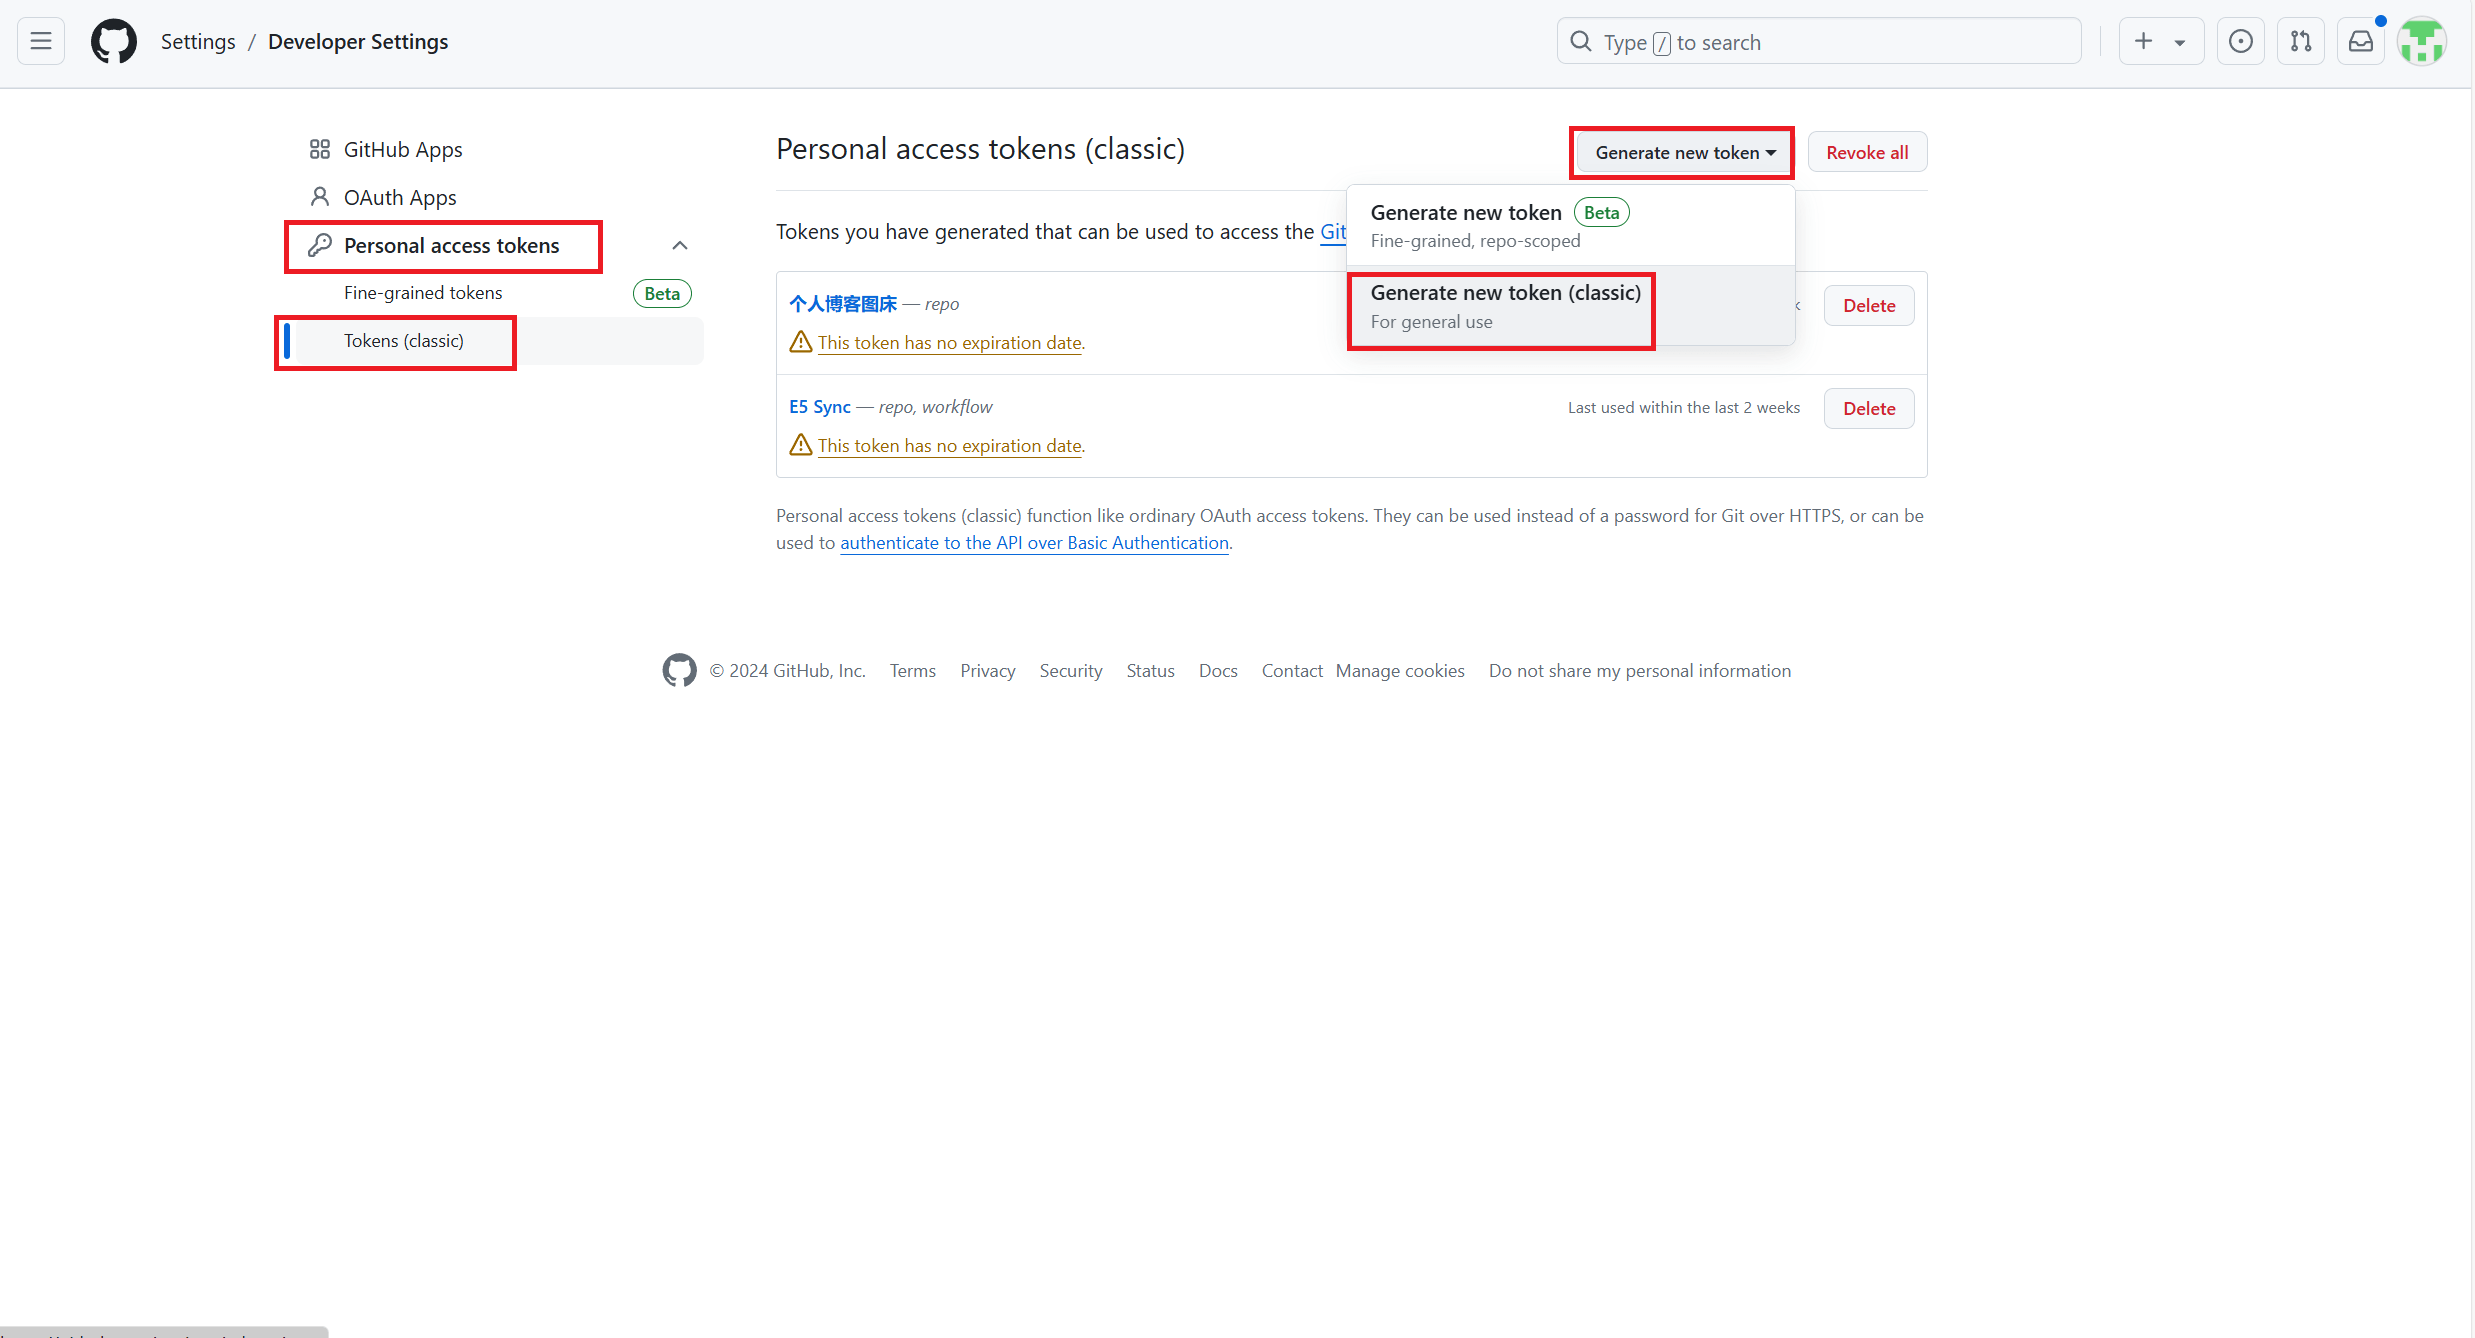 Settings / Developer Settings
Type / to search
GitHub Apps
OAuth Apps
Personal access tokens
Fine-grained tokens Beta
Tokens (classic)
Personal access tokens (classic)
Generate new token
Revoke all
Generate new token Beta
Fine-grained, repo-scoped
Generate new token (classic)
For general use
Tokens you have generated that can be used to access the Git
个人博客图床 — repo
Delete
This token has no expiration date.
E5 Sync — repo, workflow
Last used within the last 2 weeks
Delete
This token has no expiration date.
Personal access tokens (classic) function like ordinary OAuth access tokens. They can be used instead of a password for Git over HTTPS, or can be
used to authenticate to the API over Basic Authentication.
© 2024 GitHub, Inc. Terms Privacy Security Status Docs Contact Manage cookies Do not share my personal information